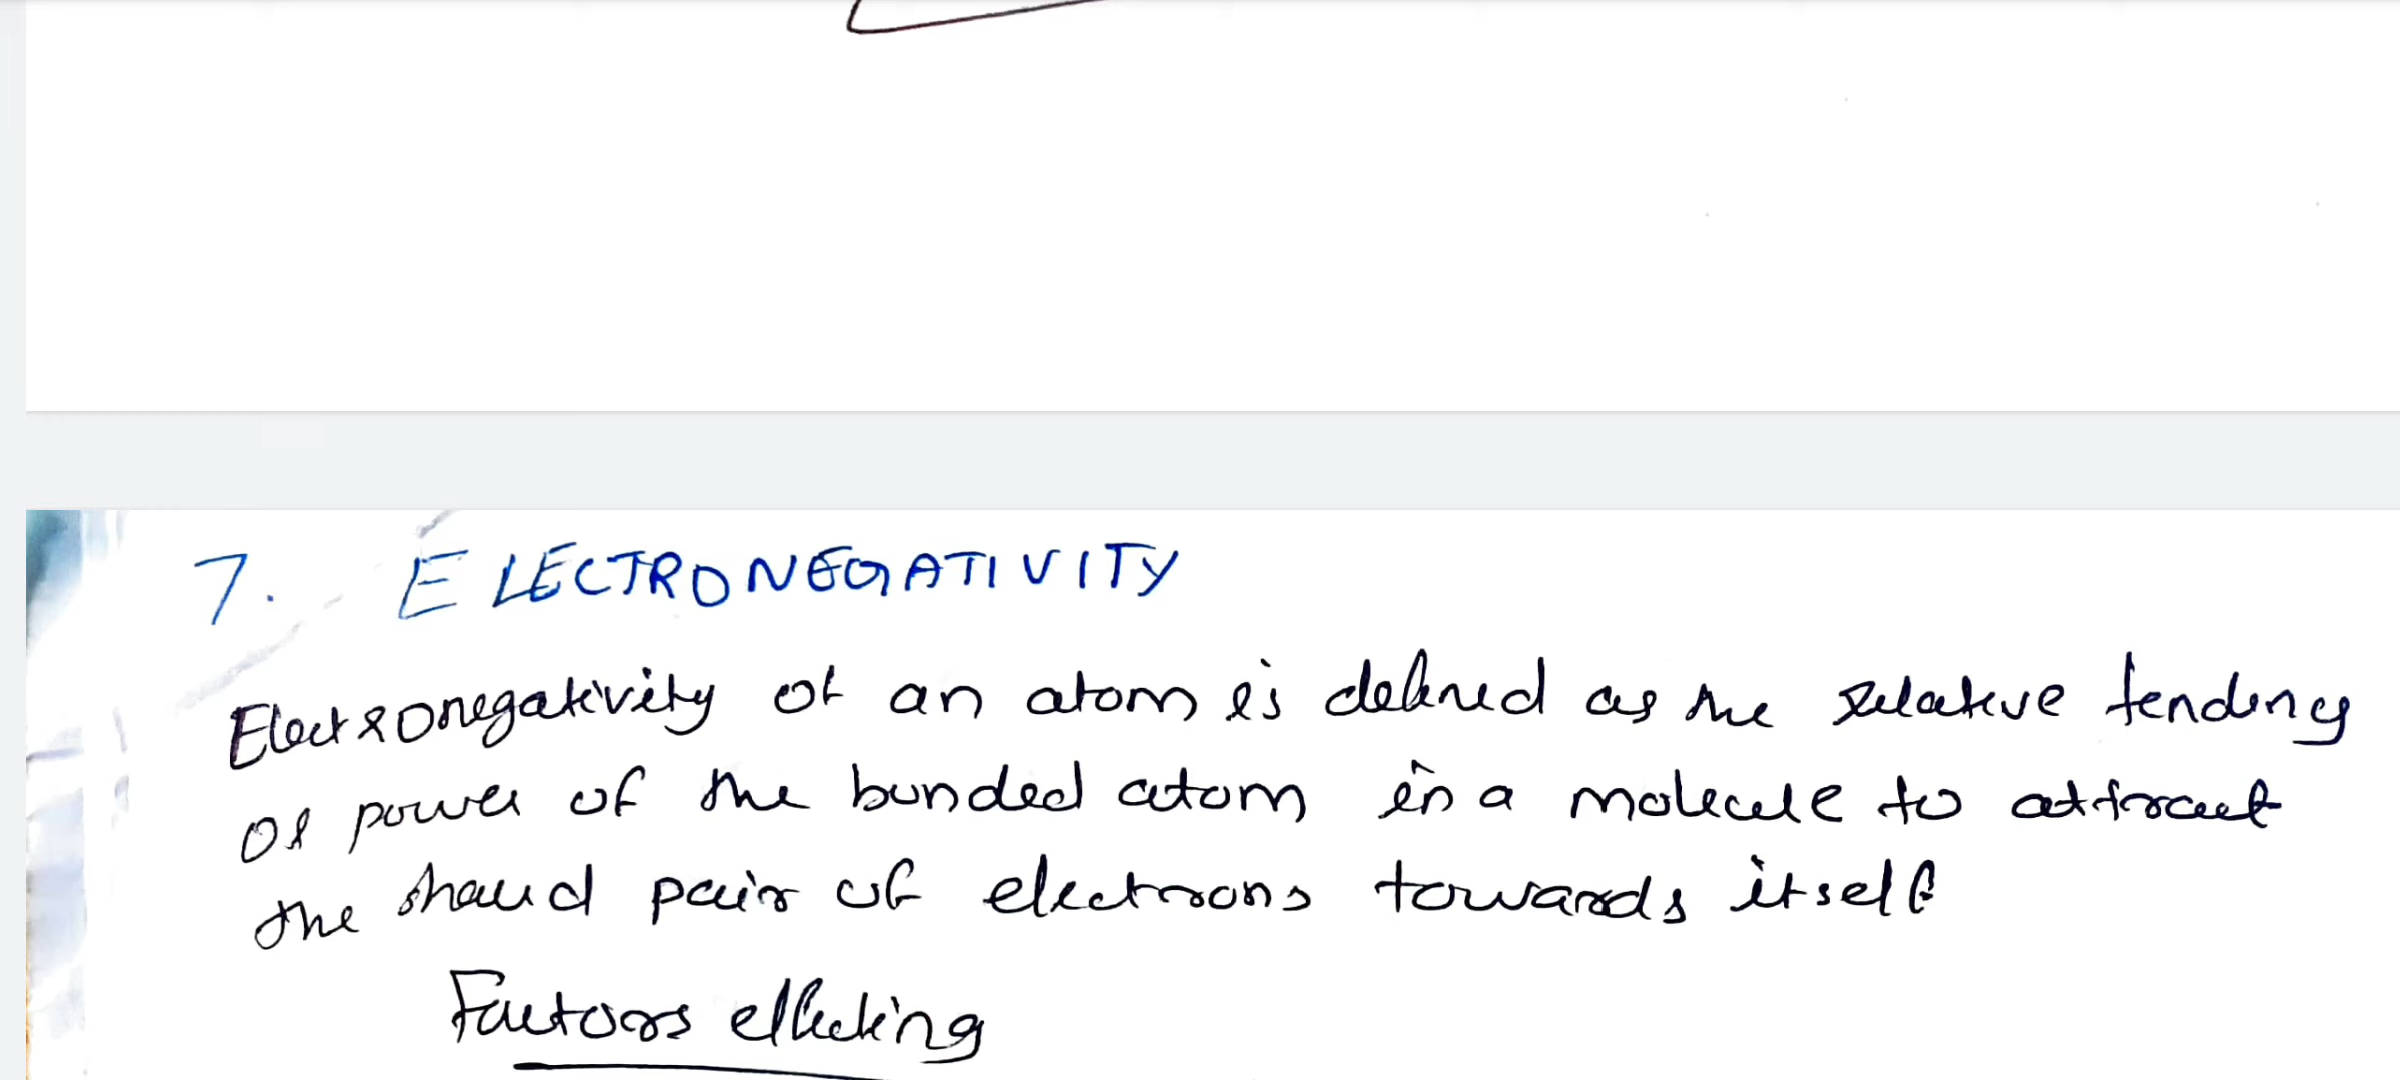 7. ELECTRONEGATIVITY
Electronegativity of an atom is defined as the relative tendency
or power of the bonded atom in a molecule to attract
the shared pair of electrons towards itself
Factors effecting